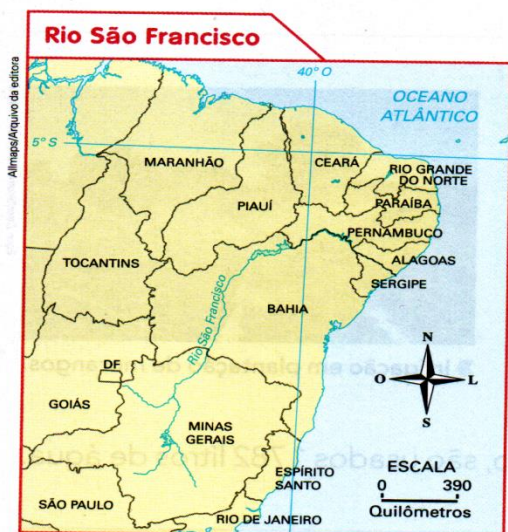 Rio São Francisco
Allmaps/Arquivo da editora
40° O
OCEANO
ATLÂNTICO
5° S
MARANHÃO
CEARÁ
RIO GRANDE
DO NORTE
PIAUÍ
PARAÍBA
PERNAMBUCO
ALAGOAS
SERGIPE
TOCANTINS
BAHIA
Rio São Francisco
DF
GOIÁS
MINAS
GERAIS
ESPÍRITO
SANTO
SÃO PAULO
RIO DE JANEIRO
N
O
L
S
ESCALA
0 390
Quilômetros